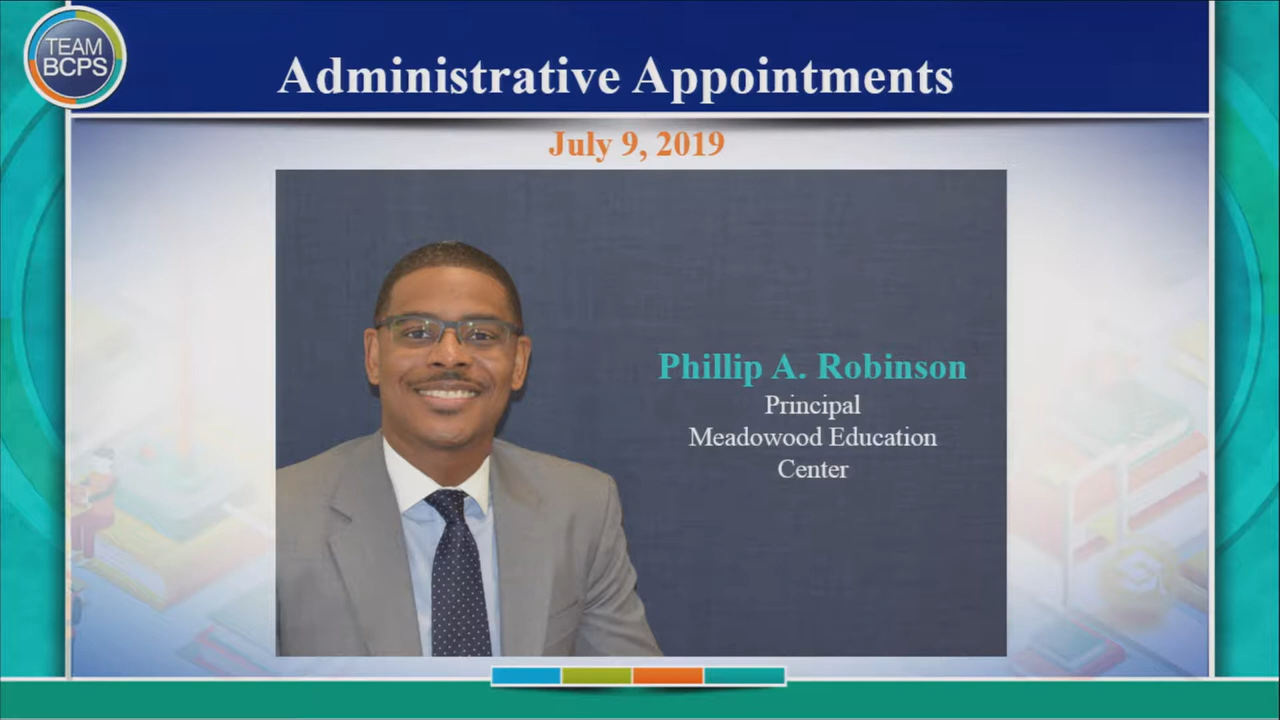 TEAM
BCPS
Administrative Appointments
July 9, 2019
Phillip A. Robinson
Principal
Meadowood Education
Center